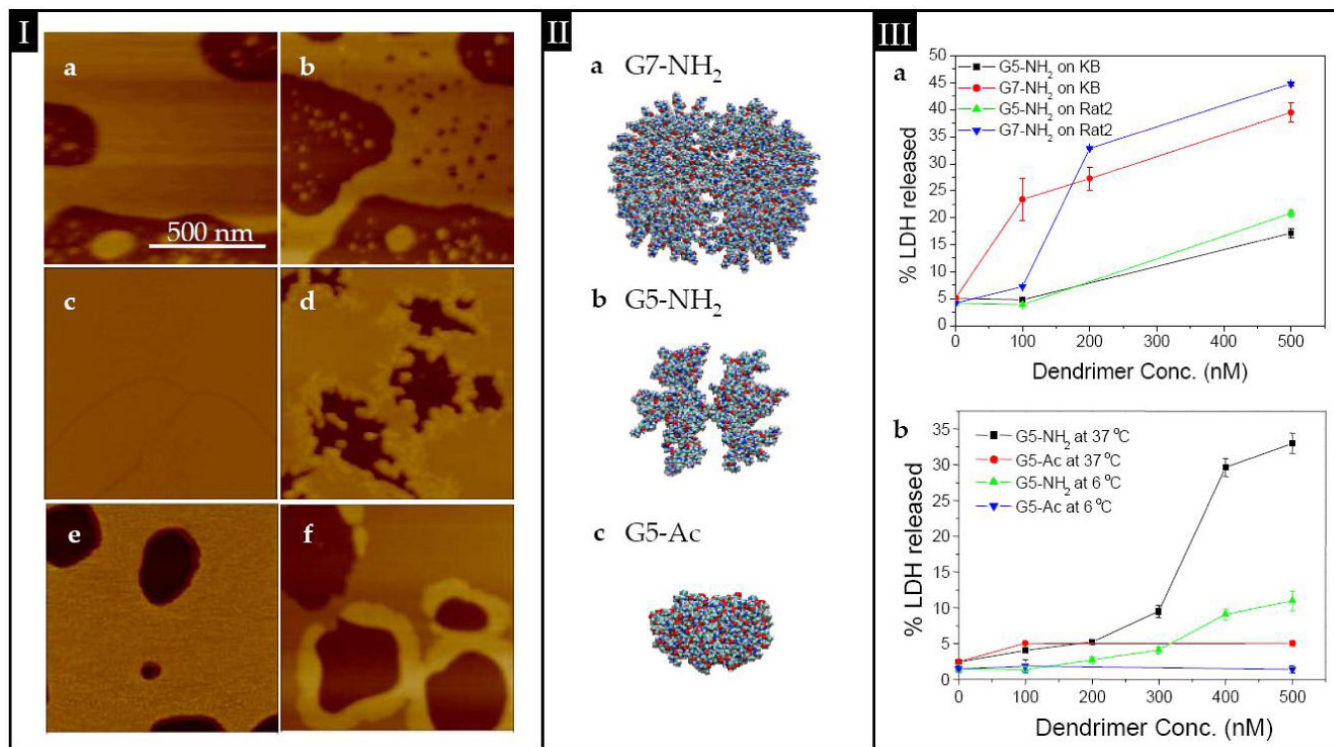 I
a
b
500 nm
c
d
e
f
II
a G7-NH₂
b G5-NH₂
c G5-Ac
III
a
50
45
40
35
30
25
20
15
10
5
0
% LDH released
G5-NH₂ on KB
G7-NH₂ on KB
G5-NH₂ on Rat2
G7-NH₂ on Rat2
0 100 200 300 400 500
Dendrimer Conc. (nM)
b
35
30
25
20
15
10
5
0
% LDH released
G5-NH₂ at 37 °C
G5-Ac at 37 °C
G5-NH₂ at 6 °C
G5-Ac at 6 °C
0 100 200 300 400 500
Dendrimer Conc. (nM)